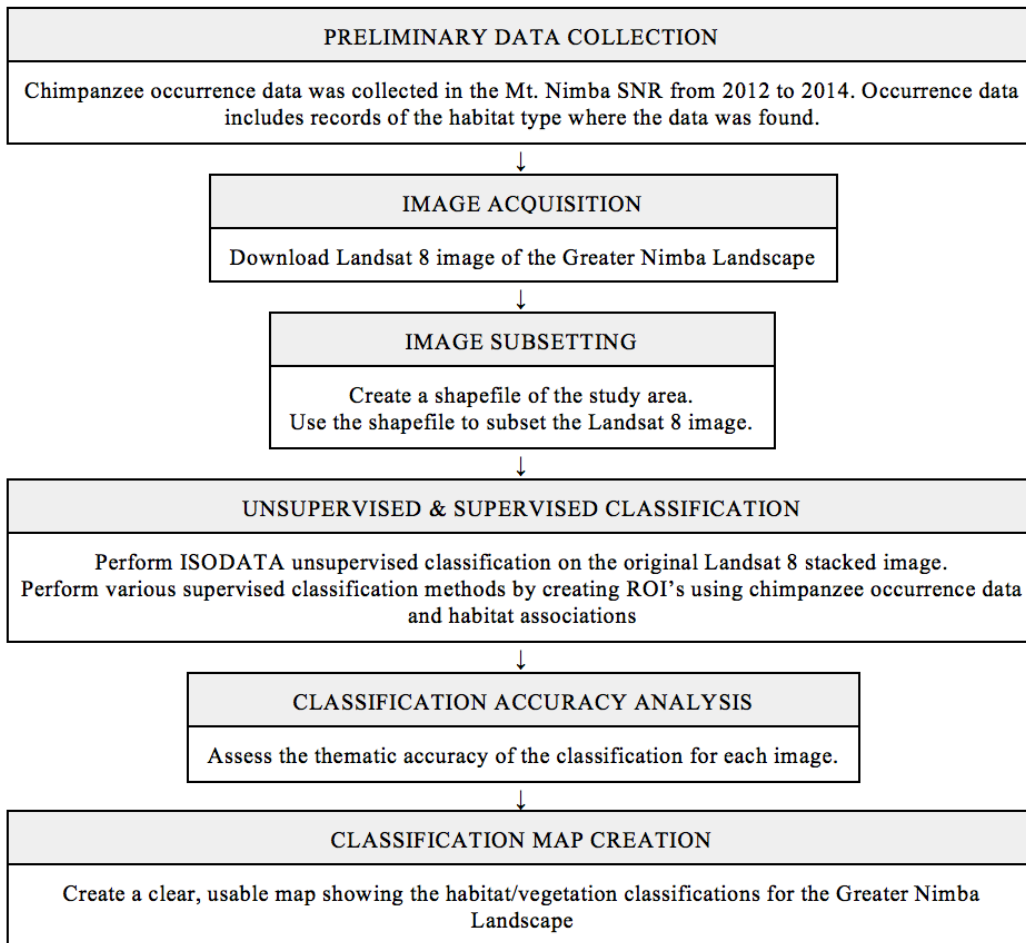 PRELIMINARY DATA COLLECTION
Chimpanzee occurrence data was collected in the Mt. Nimba SNR from 2012 to 2014. Occurrence data
includes records of the habitat type where the data was found.
↓
IMAGE ACQUISITION
Download Landsat 8 image of the Greater Nimba Landscape
↓
IMAGE SUBSETTING
Create a shapefile of the study area.
Use the shapefile to subset the Landsat 8 image.
↓
UNSUPERVISED & SUPERVISED CLASSIFICATION
Perform ISODATA unsupervised classification on the original Landsat 8 stacked image.
Perform various supervised classification methods by creating ROI's using chimpanzee occurrence data
and habitat associations
↓
CLASSIFICATION ACCURACY ANALYSIS
Assess the thematic accuracy of the classification for each image.
↓
CLASSIFICATION MAP CREATION
Create a clear, usable map showing the habitat/vegetation classifications for the Greater Nimba
Landscape